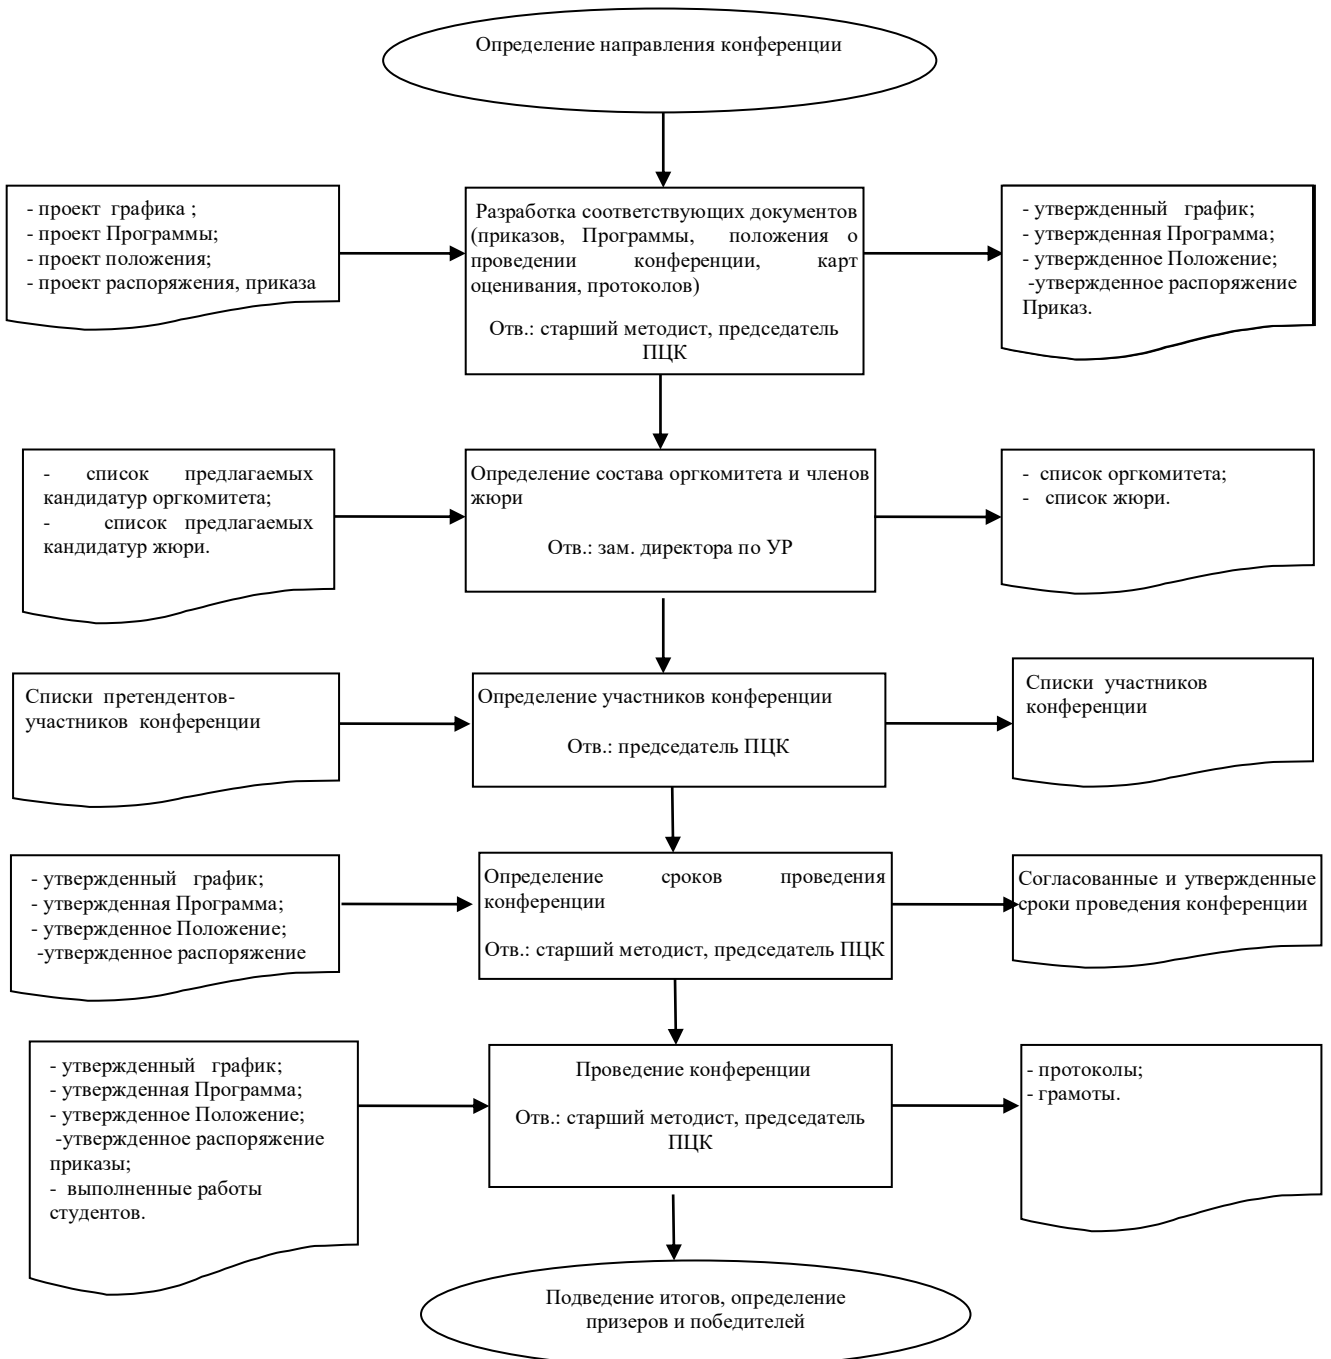 Определение направления конференции
- проект графика ;
- проект Программы;
- проект положения;
- проект распоряжения, приказа
Разработка соответствующих документов
(приказов, Программы, положения о
проведении конференции, карт
оценивания, протоколов)
Отв.: старший методист, председатель
ПЦК
- утвержденный график;
- утвержденная Программа;
- утвержденное Положение;
-утвержденное распоряжение
Приказ.
- список предлагаемых
кандидатур оргкомитета;
- список предлагаемых
кандидатур жюри.
Определение состава оргкомитета и членов
жюри
Отв.: зам. директора по УР
- список оргкомитета;
- список жюри.
Списки претендентов-
участников конференции
Определение участников конференции
Отв.: председатель ПЦК
Списки участников
конференции
- утвержденный график;
- утвержденная Программа;
- утвержденное Положение;
-утвержденное распоряжение
Определение сроков проведения
конференции
Отв.: старший методист, председатель ПЦК
Согласованные и утвержденные
сроки проведения конференции
- утвержденный график;
- утвержденная Программа;
- утвержденное Положение;
-утвержденное распоряжение
приказы;
- выполненные работы
студентов.
Проведение конференции
Отв.: старший методист, председатель
ПЦК
- протоколы;
- грамоты.
Подведение итогов, определение
призеров и победителей